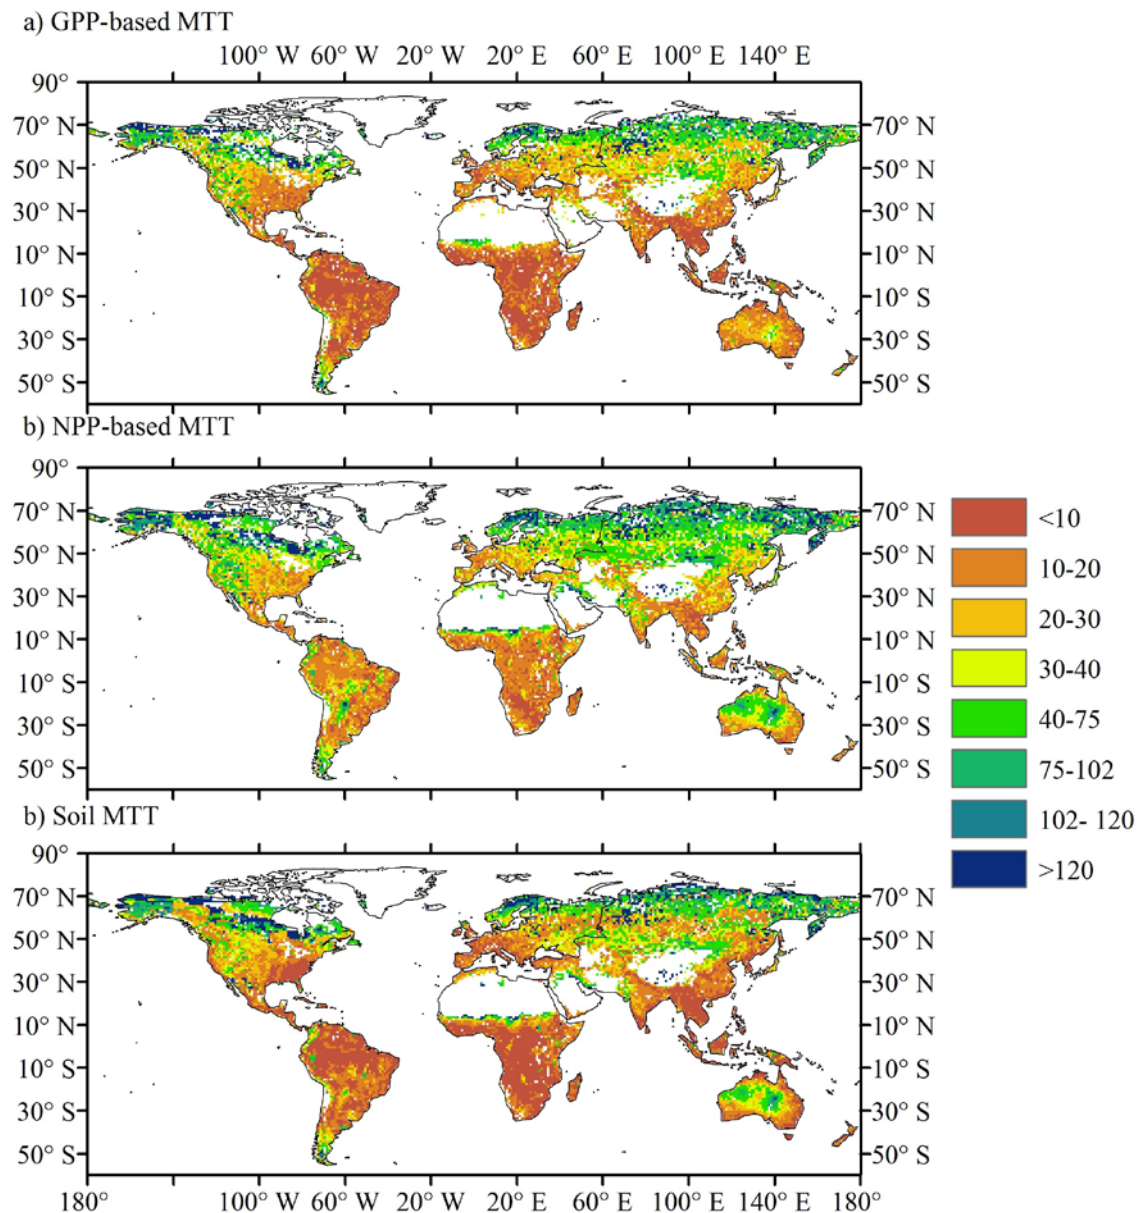 a) GPP-based MTT
100° W 60° W 20° W 20° E 60° E 100° E 140° E
90°
70° N 70° N
50° N 50° N
30° N 30° N
10° N 10° N
10° S 10° S
30° S 30° S
50° S 50° S
b) NPP-based MTT
90°
70° N 70° N
50° N 50° N
30° N 30° N
10° N 10° N
10° S 10° S
30° S 30° S
50° S 50° S
<10
10-20
20-30
30-40
40-75
75-102
102- 120
>120
b) Soil MTT
90°
70° N 70° N
50° N 50° N
30° N 30° N
10° N 10° N
10° S 10° S
30° S 30° S
50° S 50° S
180° 100° W 60° W 20° W 20° E 60° E 100° E 140° E 180°